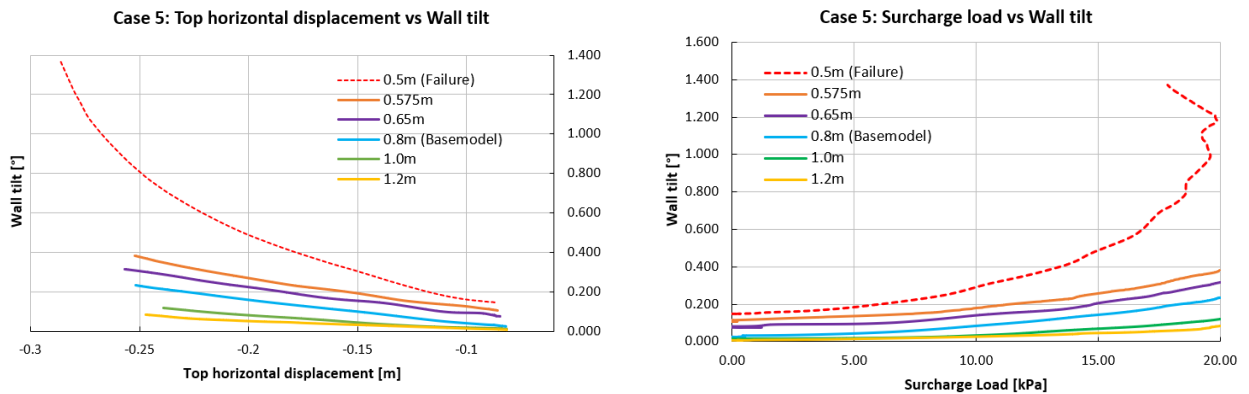 Case 5: Top horizontal displacement vs Wall tilt
1.400
1.200
1.000
0.800
0.600
0.400
0.200
0.000
Wall tilt [°]
0.5m (Failure)
0.575m
0.65m
0.8m (Basemodel)
1.0m
1.2m
-0.3
-0.25
-0.2
-0.15
-0.1
Top horizontal displacement [m]
Case 5: Surcharge load vs Wall tilt
1.600
1.400
1.200
1.000
0.800
0.600
0.400
0.200
0.000
Wall tilt [°]
0.5m (Failure)
0.575m
0.65m
0.8m (Basemodel)
1.0m
1.2m
0.00
5.00
10.00
15.00
20.00
Surcharge Load [kPa]